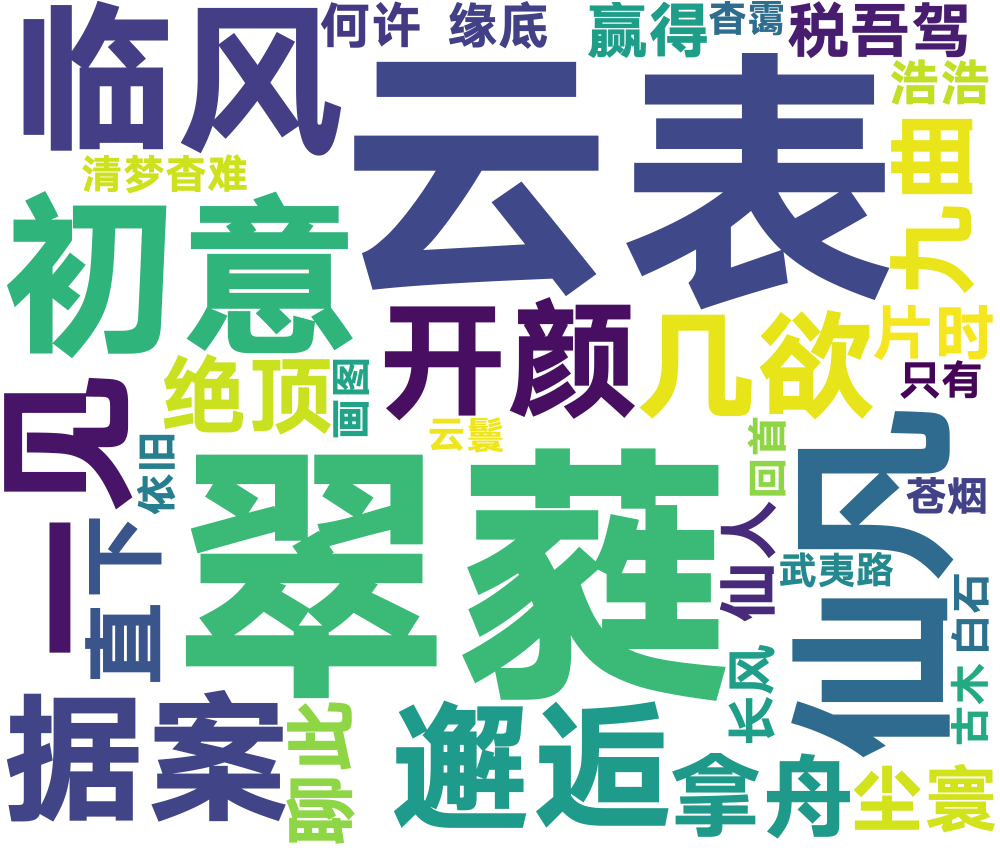 临风
何许
缘底
赢得
杳霭
税吾驾
云表
浩浩
清梦杳难
九曲
初意
开颜
几欲
片时
绝顶
画图
只有
一见
云鬟
回首
依旧
翠蕤
仙凡
苍烟
直下
仙人
武夷路
白石
古木
长风
据案
聊此
邂逅
拿舟
尘寰